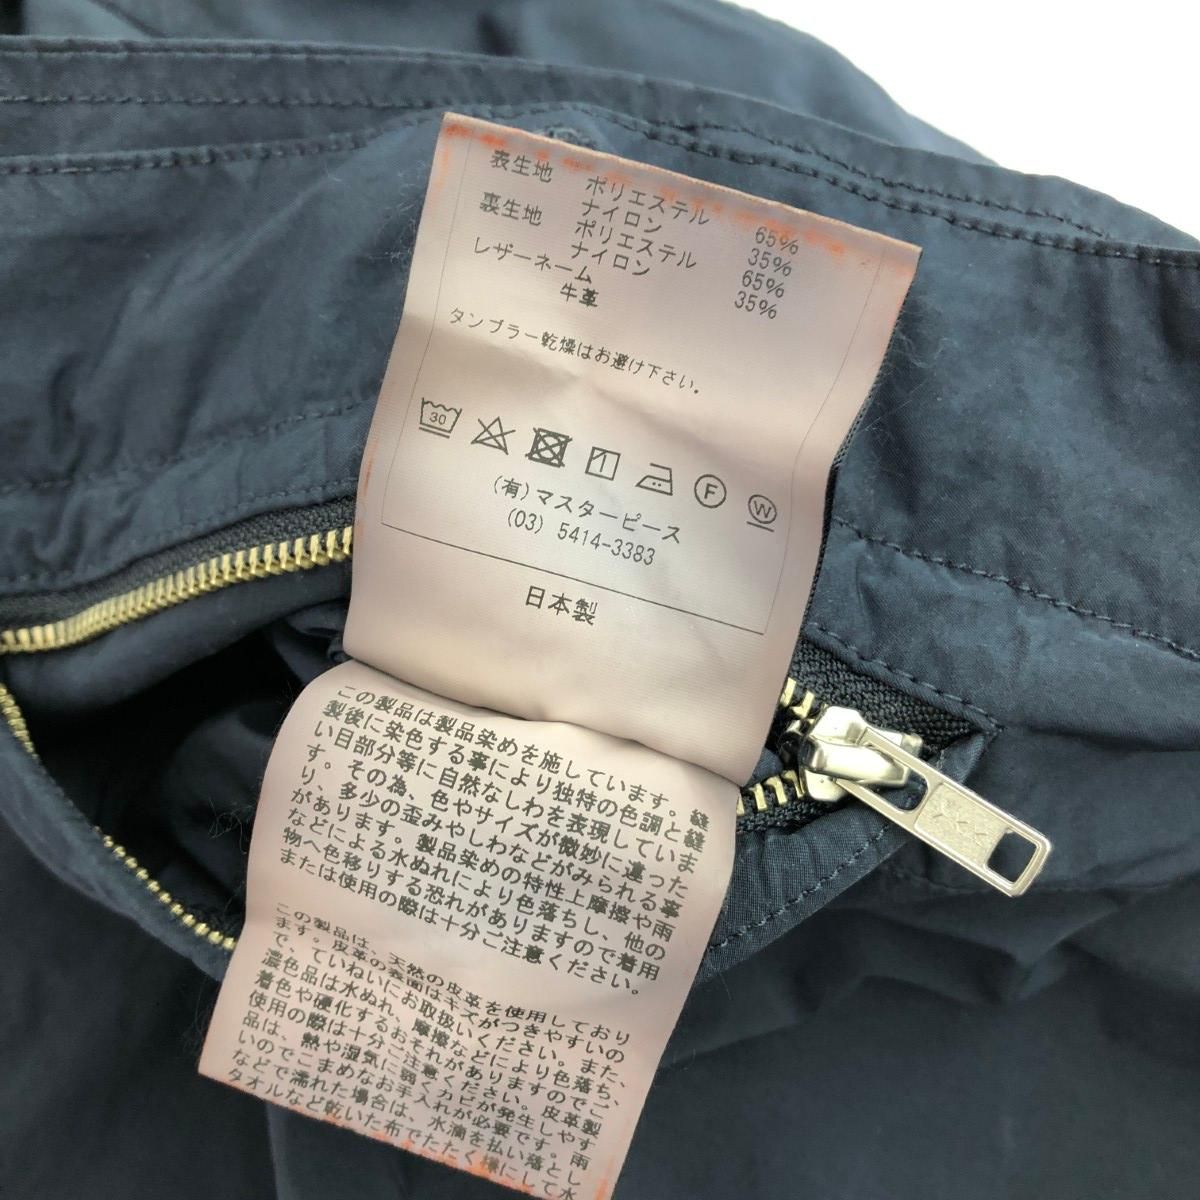 表生地 ポリエステル 65%
ナイロン 35%
裏生地 ポリエステル 65%
ナイロン 35%
レザーネーム
牛革
タンブラー乾燥はお避け下さい。
30 F W
(有)マスターピース
(03) 5414-3383
日本製
この製品は製品染めを施しています。縫
製後に染色する事により独特の色調と縫
い目部分等に自然なしわを表現していま
す。その為、色やサイズが微妙に違った
り、多少の歪みやしわなどがみられる事
があります。製品染めの特性上摩擦や雨
などによる水ぬれにより色落ちし、他の
物へ色移りする恐れがありますので着用
または使用の際は十分ご注意ください。
この製品は、天然の皮革を使用しており
ます。皮革の表面はキズがつきやすいの
で、ていねいにお取扱いください。また、
濃色品は水ぬれ、摩擦などにより色落ち、
着色や硬化するおそれがありますのでご
使用の際は十分ご注意ください。皮革製
品は、熱や湿気に弱くカビが発生しやす
いのでこまめなお手入れが必要です。雨
などで濡れた場合は、水滴を払い落とし
タオルなど乾いた布でたたく様にして水